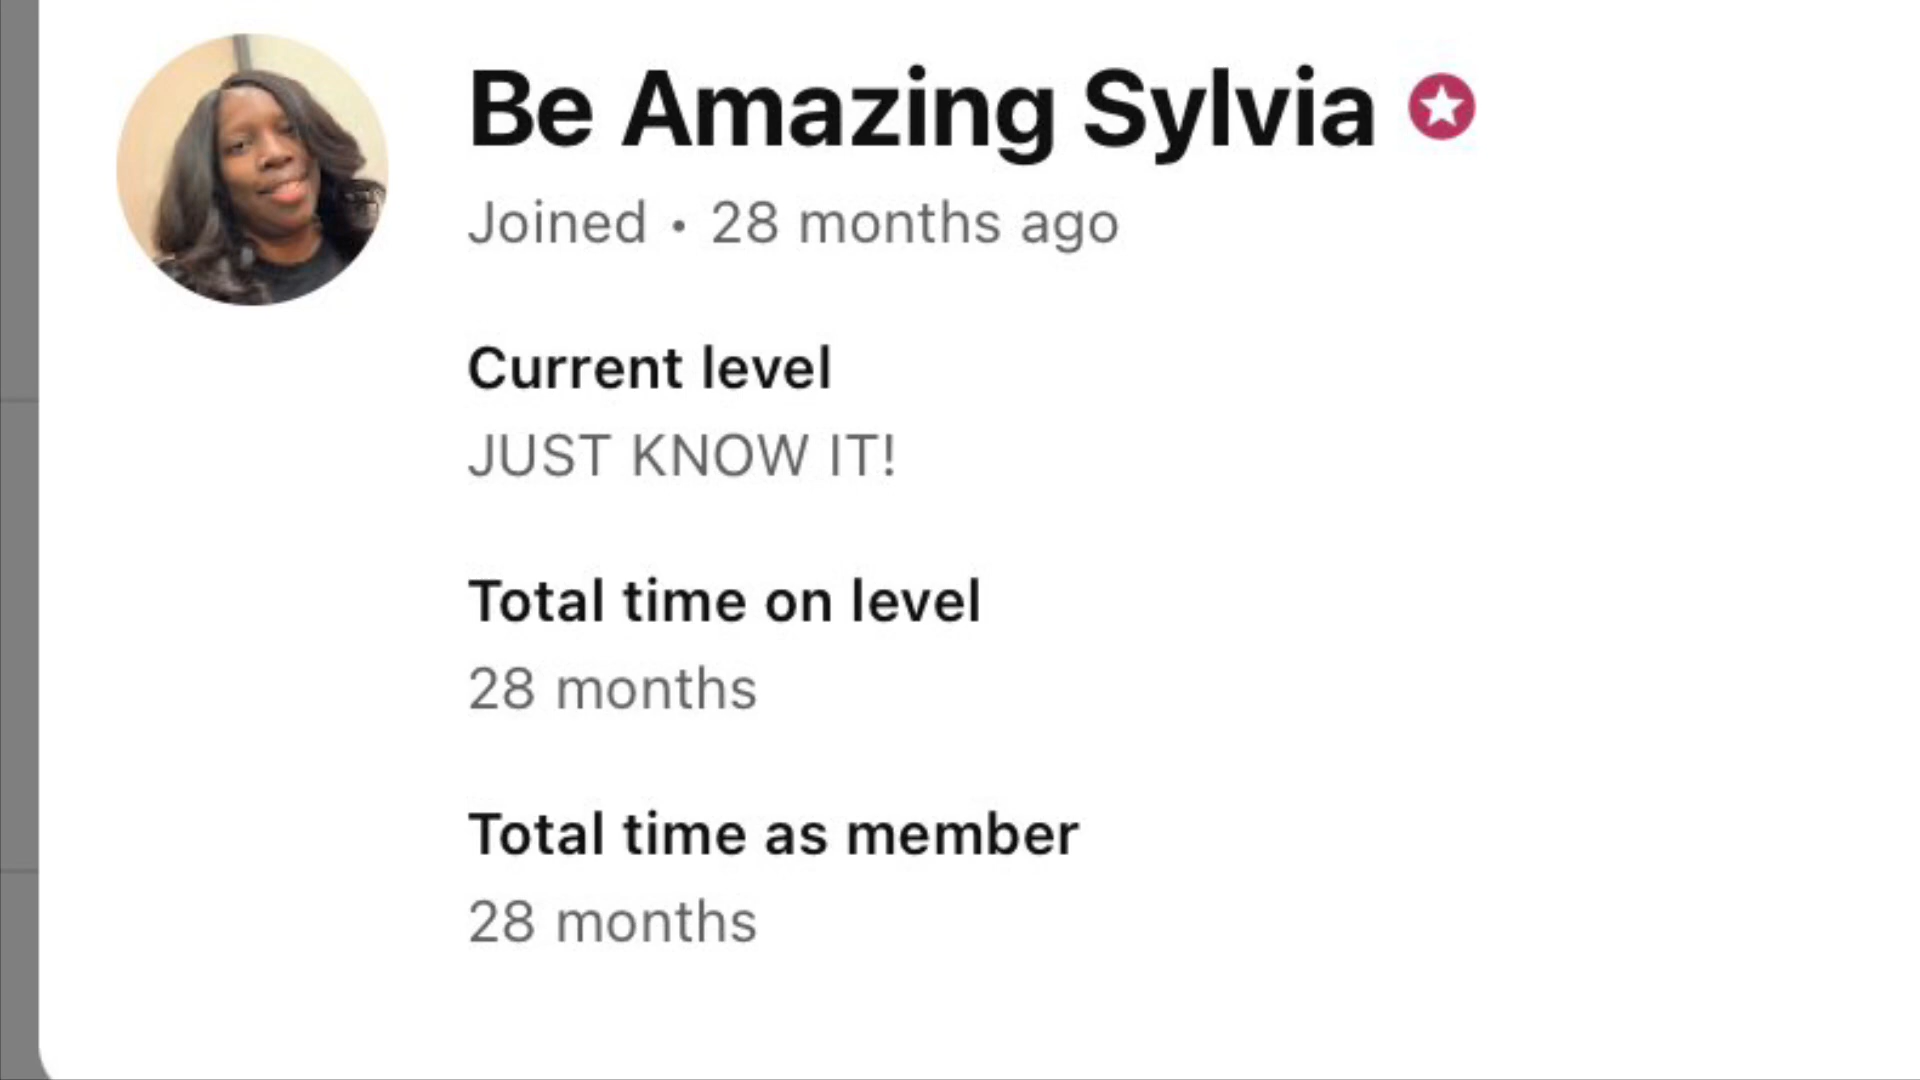 Be Amazing Sylvia
Joined • 28 months ago
Current level
JUST KNOW IT!
Total time on level
28 months
Total time as member
28 months